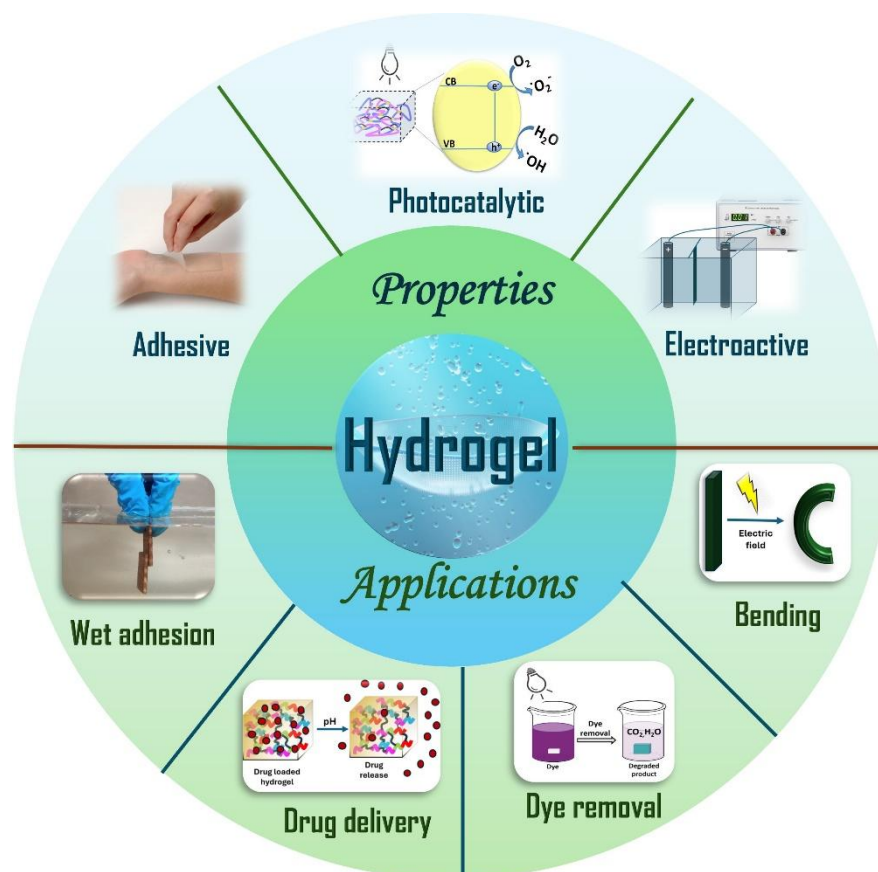 CB
e⁻
O₂
·O₂⁻
VB
h⁺
H₂O
·OH
Photocatalytic
Adhesive
+
-
Electroactive
Properties
Hydrogel
Applications
Wet adhesion
pH
Drug loaded
hydrogel
Drug
release
Drug delivery
Dye
removal
Dye
CO₂,H₂O
Degraded
product
Dye removal
Electric
field
Bending